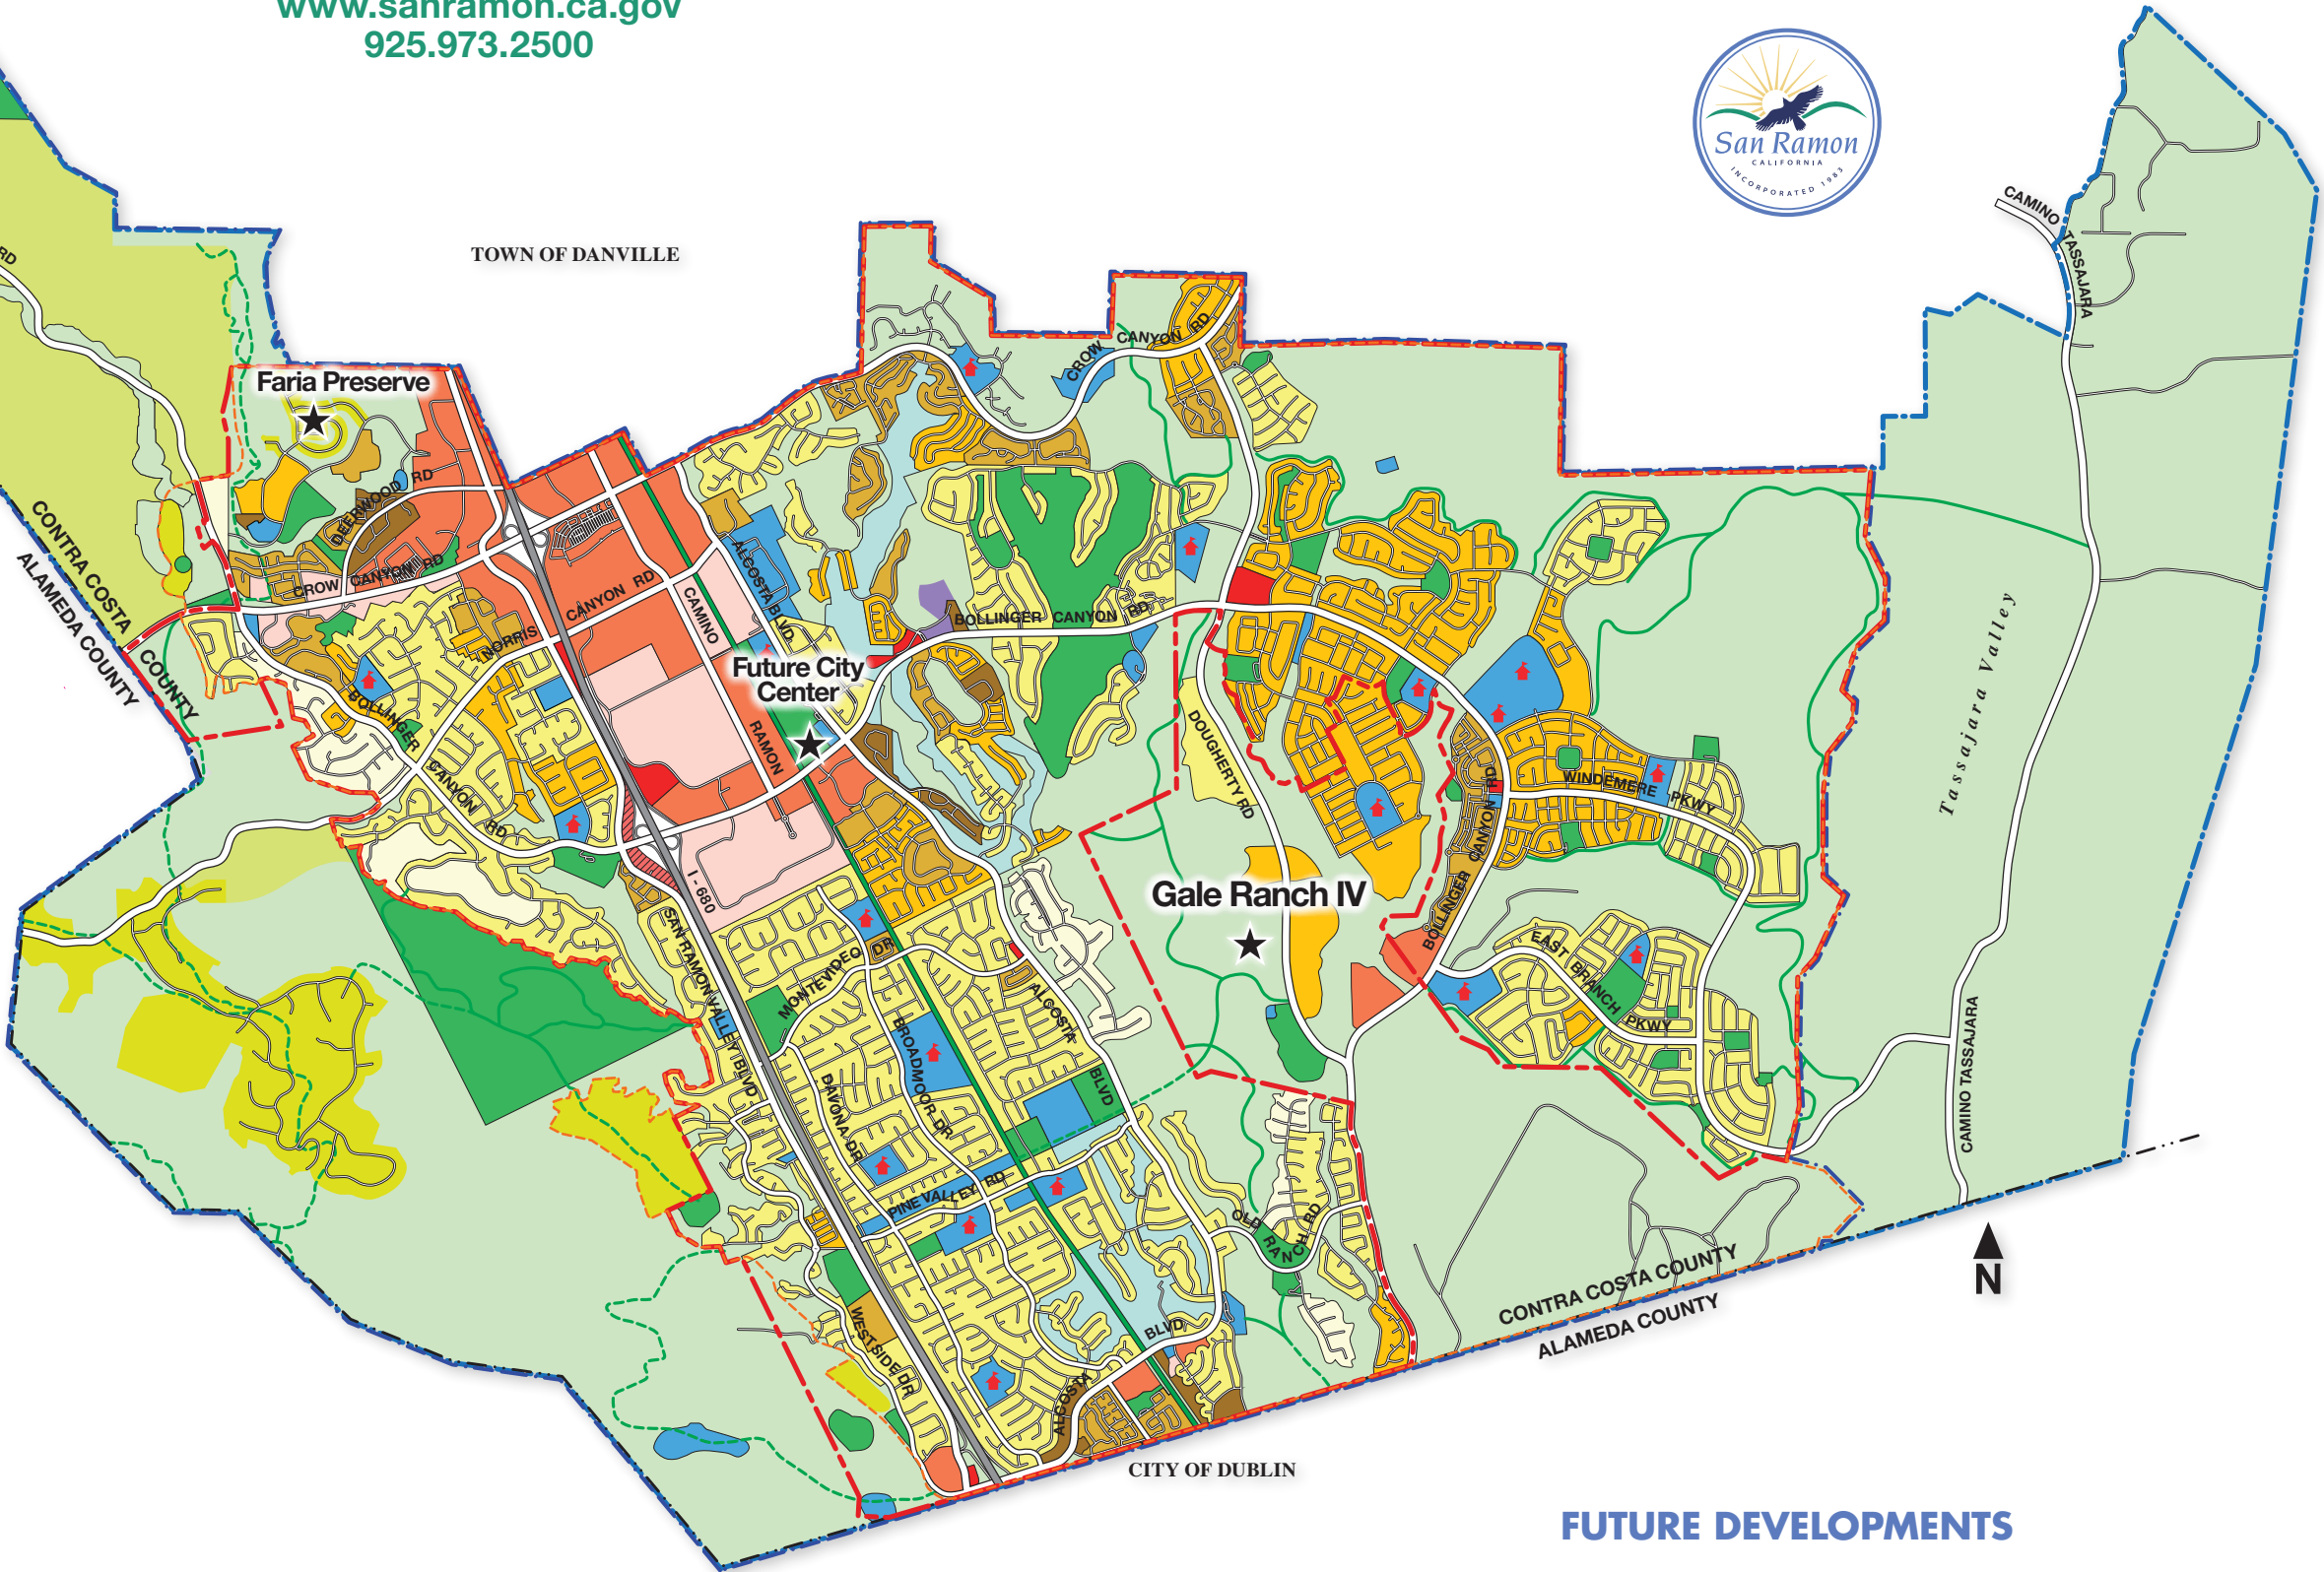 www.sanramon.ca.gov
925.973.2500
San Ramon
CALIFORNIA
INCORPORATED 1983
CAMINO TASSAJARA
TOWN OF DANVILLE
RD
CROW CANYON RD
Faria Preserve
DEERWOOD RD
CONTRA COSTA COUNTY
ALAMEDA COUNTY
CROW CANYON RD
NORRIS CANYON RD
ALCOSTA BLVD
CAMINO RAMON
BOLLINGER CANYON RD
Future City
Center
BOLLINGER CANYON RD
DOUGHERTY RD
Tassajara Valley
WINDEMERE PKWY
BOLLINGER CANYON RD
I-680
Gale Ranch IV
SAN RAMON VALLEY BLVD
MONTEVIDEO DR
EAST BRANCH PKWY
ALCOSTA BLVD
BROADMOOR DR
DAVONA DR
CAMINO TASSAJARA
PINE VALLEY RD
OLD RANCH RD
CONTRA COSTA COUNTY
ALAMEDA COUNTY
N
WESTSIDE DR
ALCOSTA BLVD
CITY OF DUBLIN
FUTURE DEVELOPMENTS